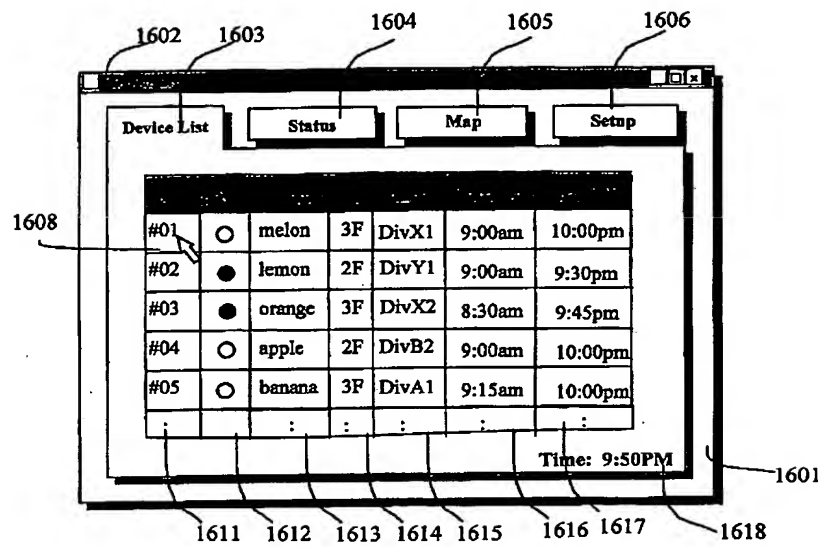 1604 1605 1606
1602 1603
Device List Status Map Setup
1608
#01 melon 3F DivX1 9:00am 10:00pm
#02 lemon 2F DivY1 9:00am 9:30pm
#03 orange 3F DivX2 8:30am 9:45pm
#04 apple 2F DivB2 9:00am 10:00pm
#05 banana 3F DivA1 9:15am 10:00pm
: : : : : :
Time: 9:50PM
1601
1611 1612 1613 1614 1615 1616 1617 1618